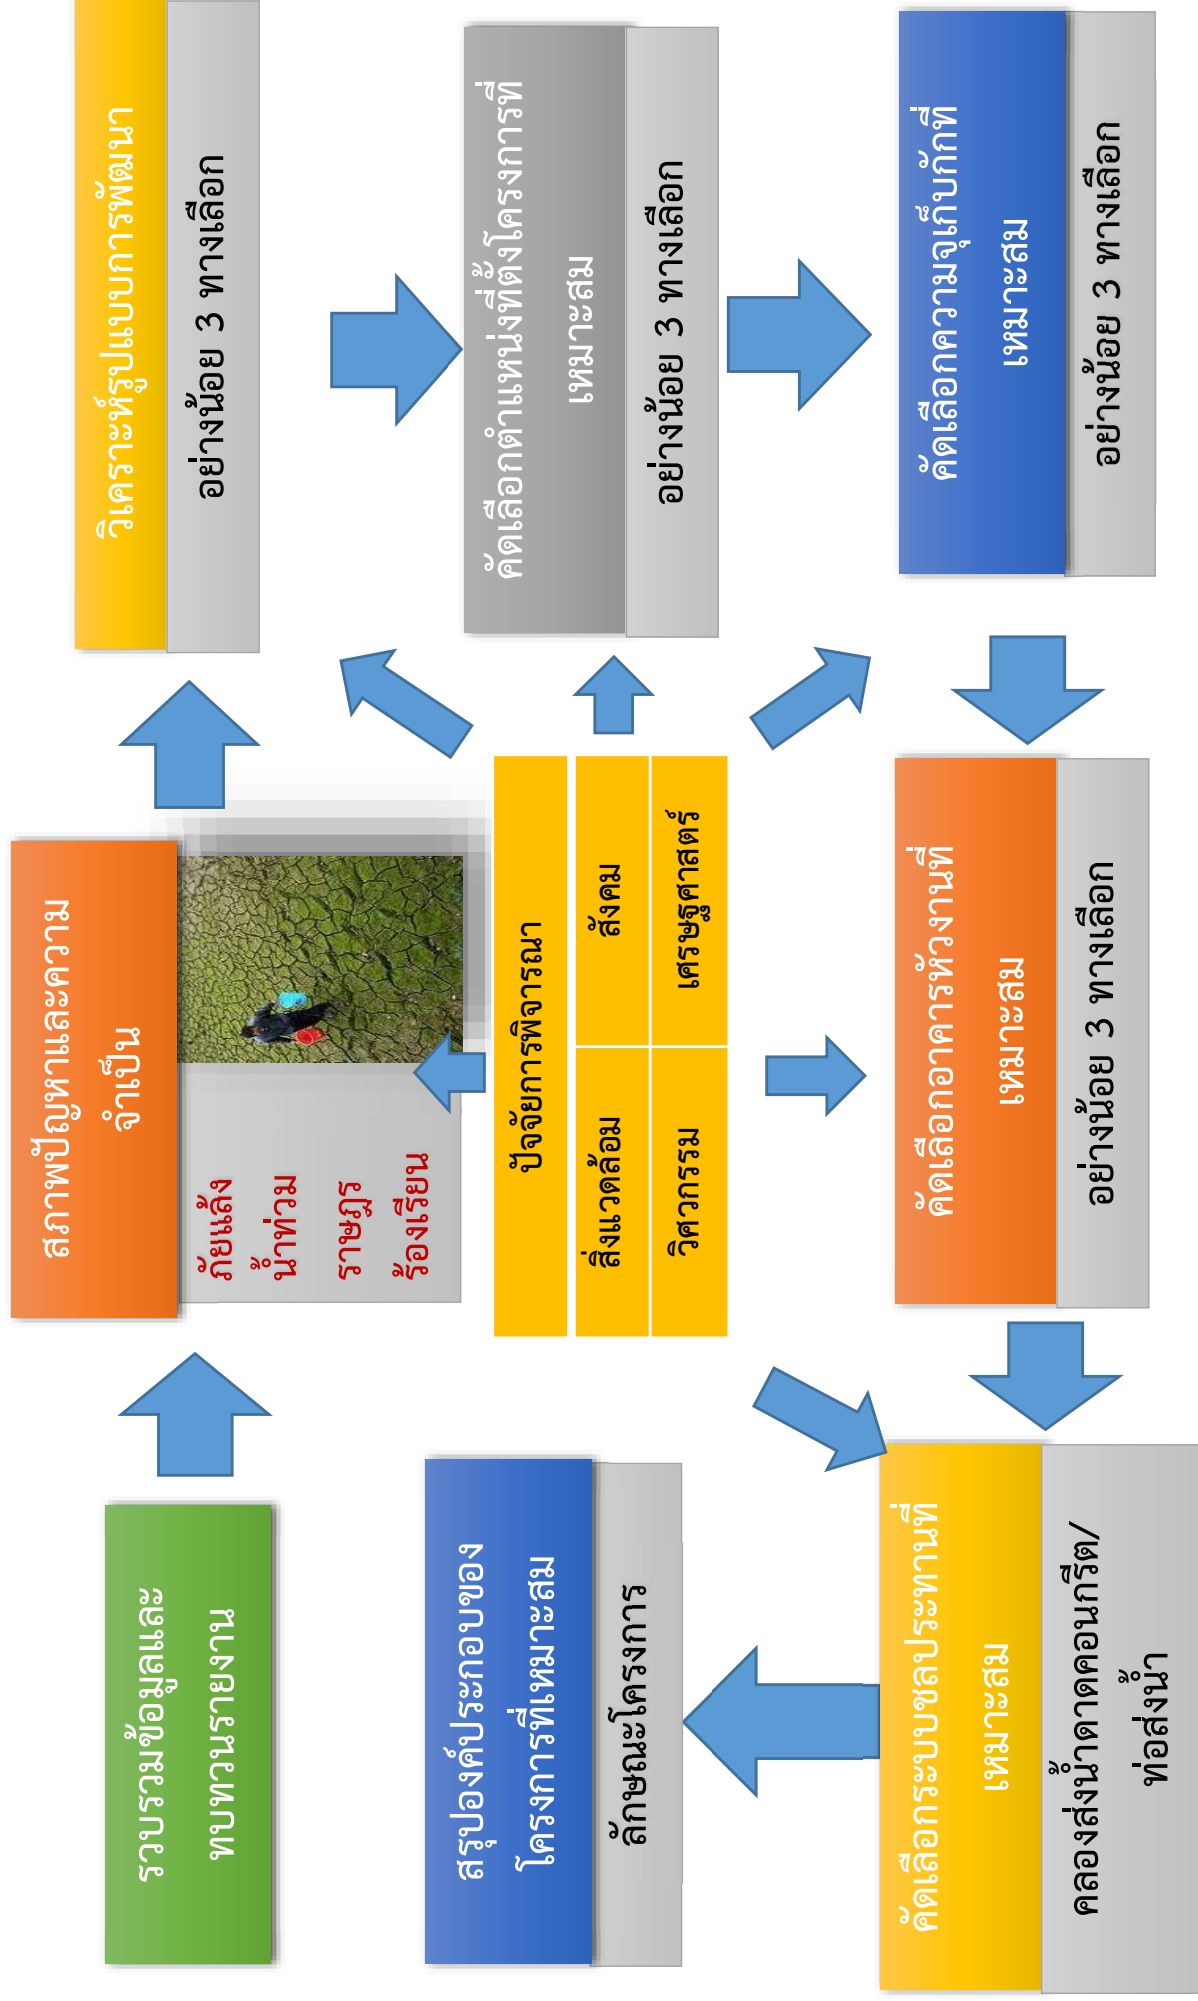 รวบรวมข้อมูลและ
ทบทวนรายงาน
สภาพปัญหาและความ
จำเป็น
ภัยแล้ง
น้ำท่วม
ราษฎร
ร้องเรียน
วิเคราะห์รูปแบบการพัฒนา
อย่างน้อย 3 ทางเลือก
คัดเลือกตำแหน่งที่ตั้งโครงการที่
เหมาะสม
อย่างน้อย 3 ทางเลือก
คัดเลือกความจุเก็บกักที่
เหมาะสม
อย่างน้อย 3 ทางเลือก
คัดเลือกอาคารหัวงานที่
เหมาะสม
อย่างน้อย 3 ทางเลือก
คัดเลือกระบบชลประทานที่
เหมาะสม
คลองส่งน้ำดาดคอนกรีต/
ท่อส่งน้ำ
สรุปองค์ประกอบของ
โครงการที่เหมาะสม
ลักษณะโครงการ
ปัจจัยการพิจารณา
สิ่งแวดล้อม สังคม
วิศวกรรม เศรษฐศาสตร์